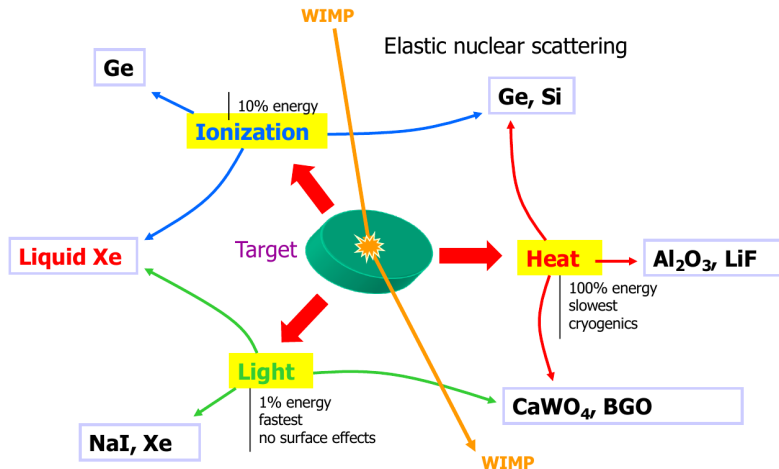 WIMP
Elastic nuclear scattering
Ge
10% energy
Ge, Si
Ionization
Target
Liquid Xe
Heat
Al₂O₃, LiF
100% energy
slowest
cryogenics
Light
1% energy
fastest
no surface effects
CaWO₄, BGO
NaI, Xe
WIMP